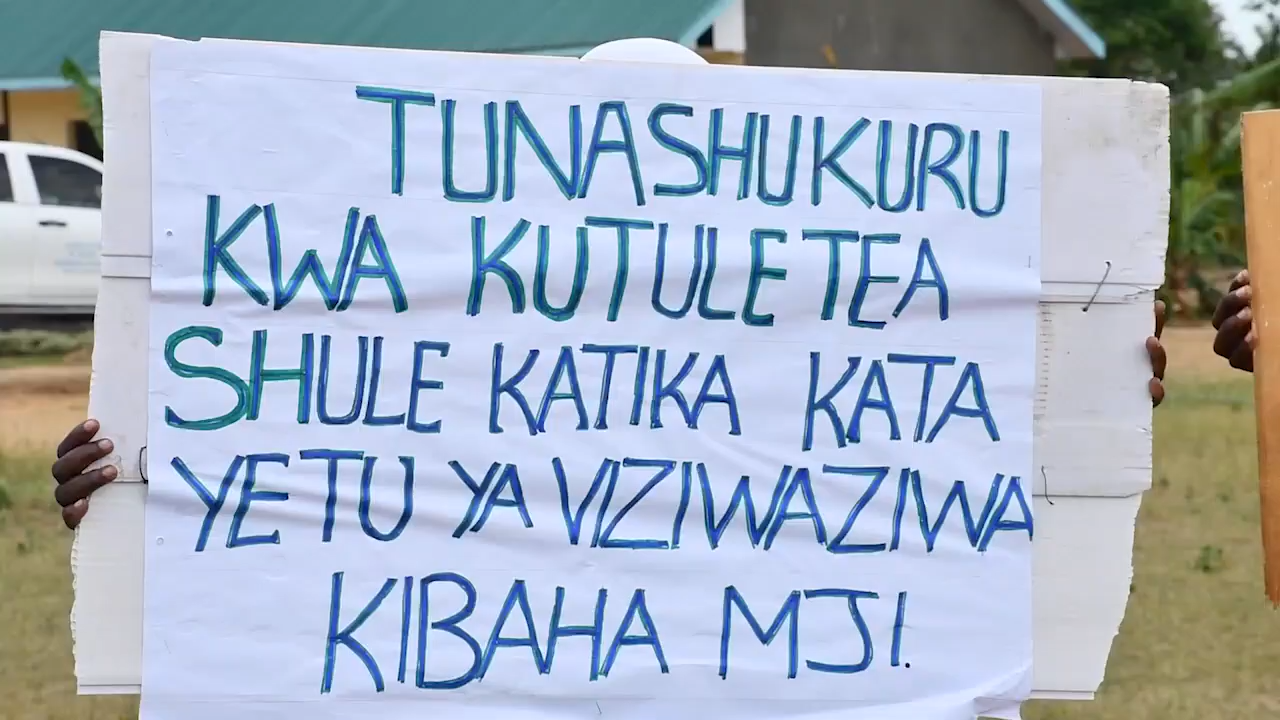 TUNASHUKURU
KWA KUTULETEA
SHULE KATIKA KATA
YETU YA VIZIWAZIWA
KIBAHA MJI.